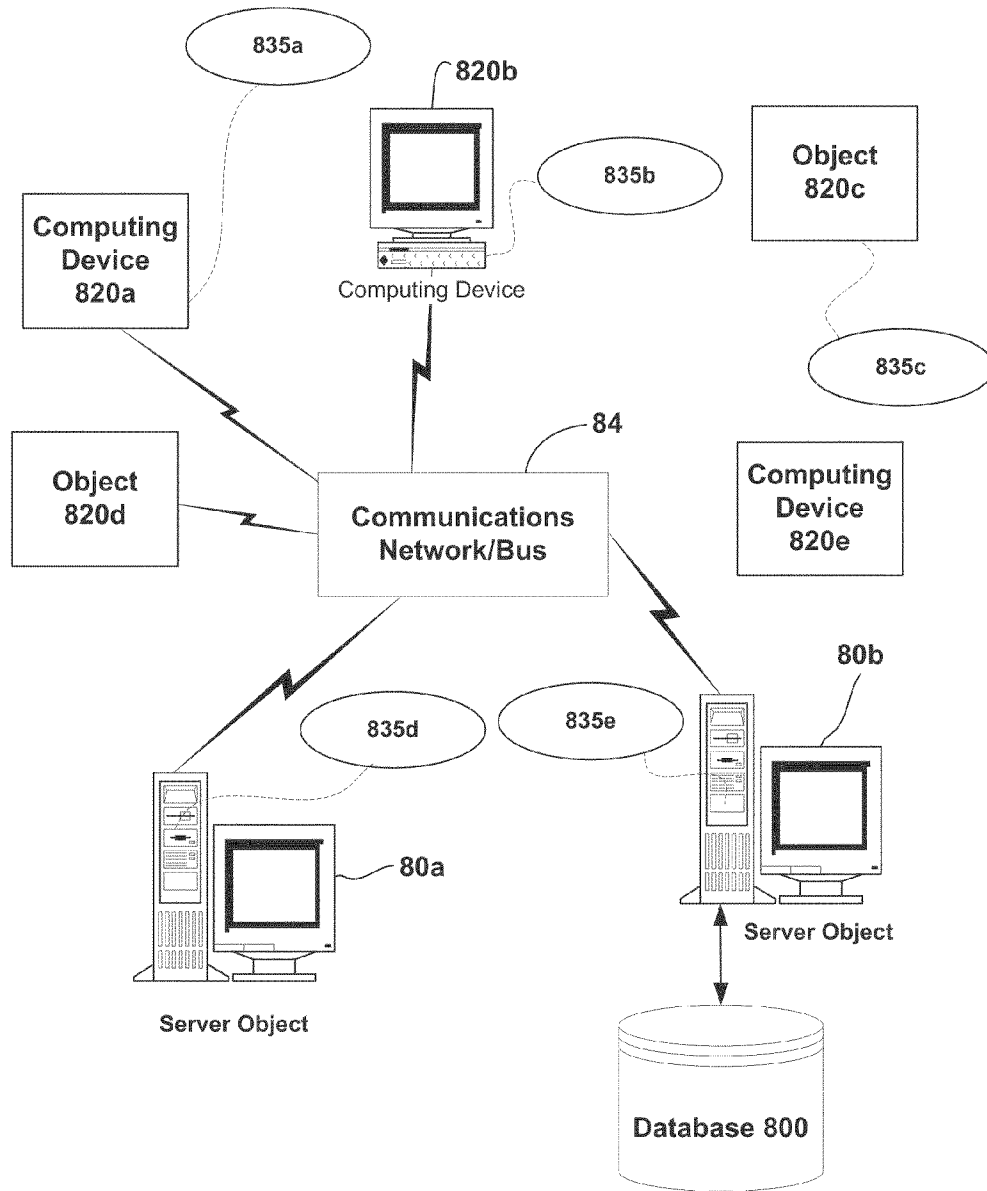 835a
820b
835b
Object
820c
Computing
Device
820a
Computing Device
835c
84
Object
820d
Communications
Network/Bus
Computing
Device
820e
80b
835d
835e
80a
Server Object
Server Object
Database 800